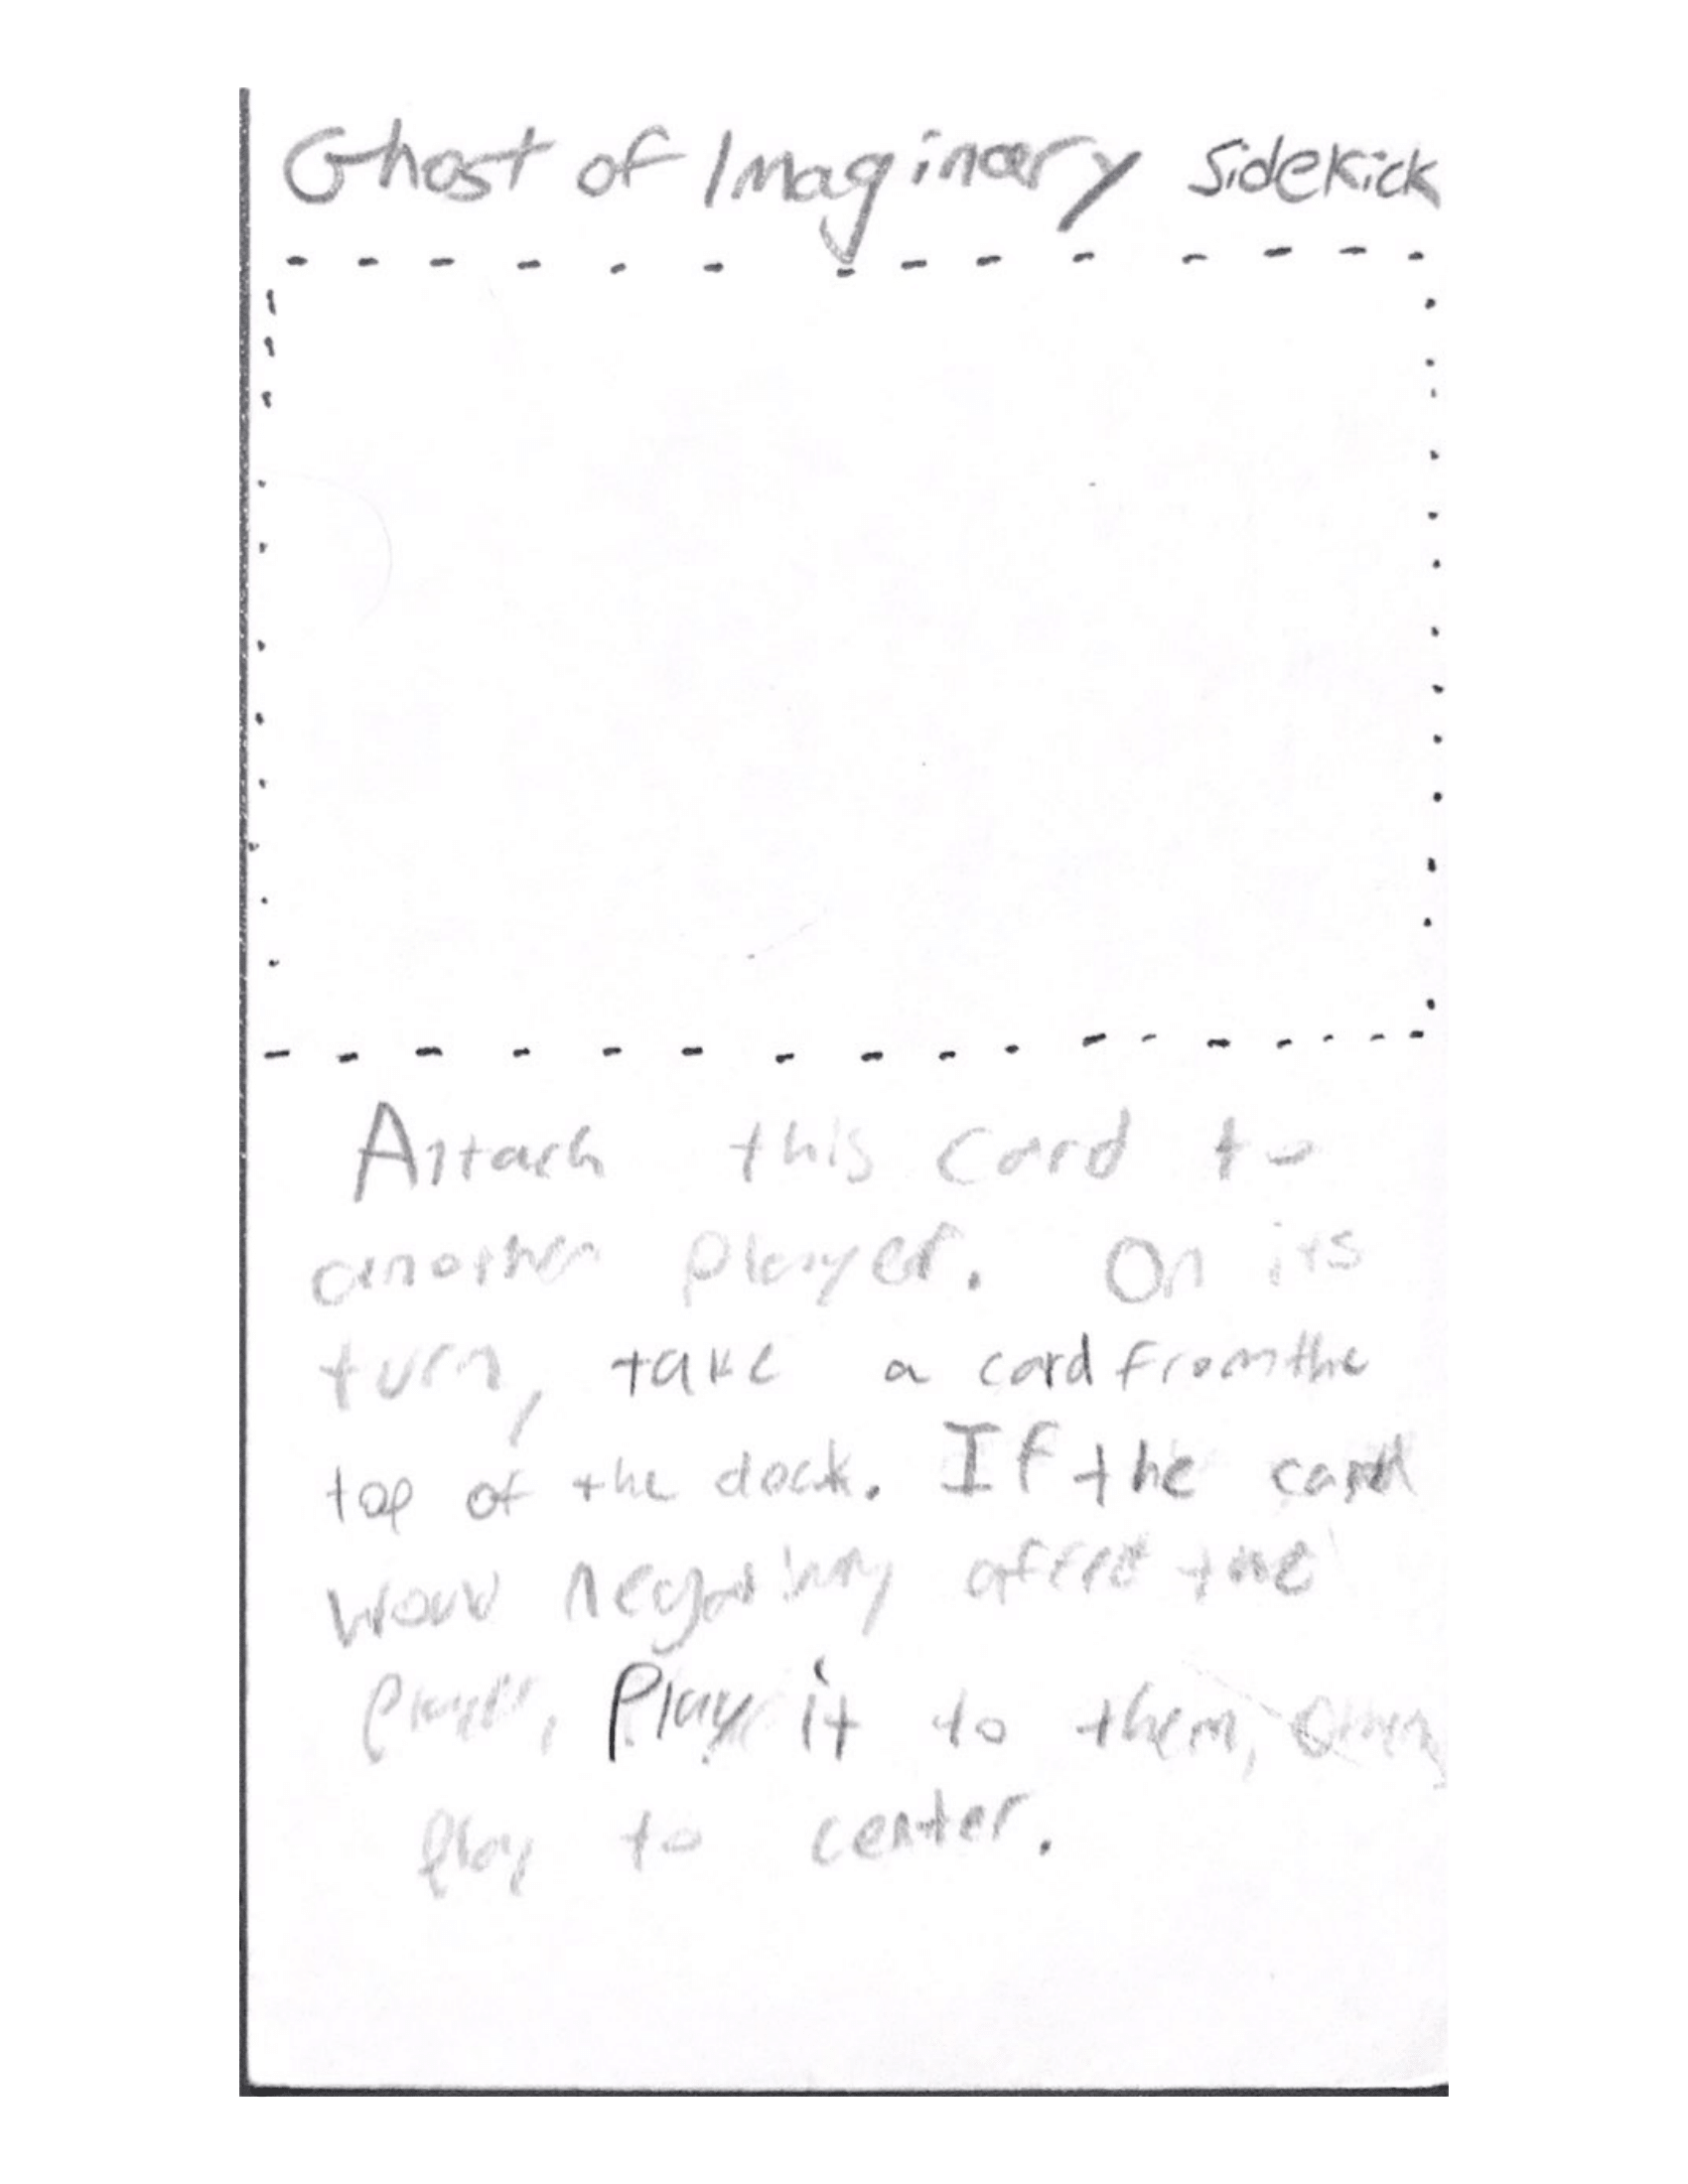 Ghost of Imaginary Sidekick
Attach this card to
another player. On its
turn, take a card from the
top of the deck. If the card
would negatively affect the
player, Play it to them,
play to center.